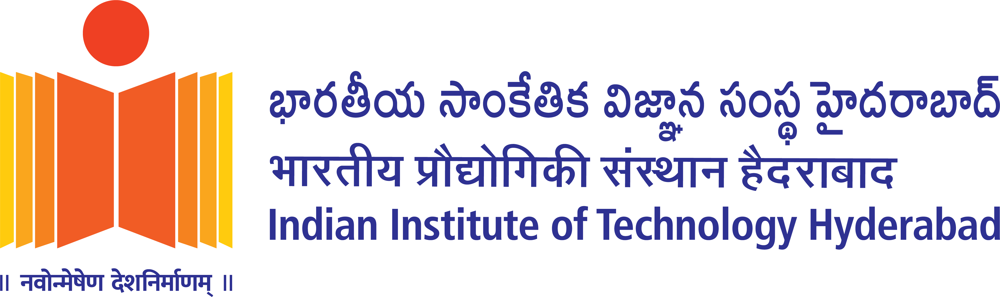 భారతీయ సాంకేతిక విజ్ఞాన సంస్థ హైదరాబాద్
भारतीय प्रौद्योगिकी संस्थान हैदराबाद
Indian Institute of Technology Hyderabad
॥ नवोन्मेषेण देशनिर्माणम् ॥